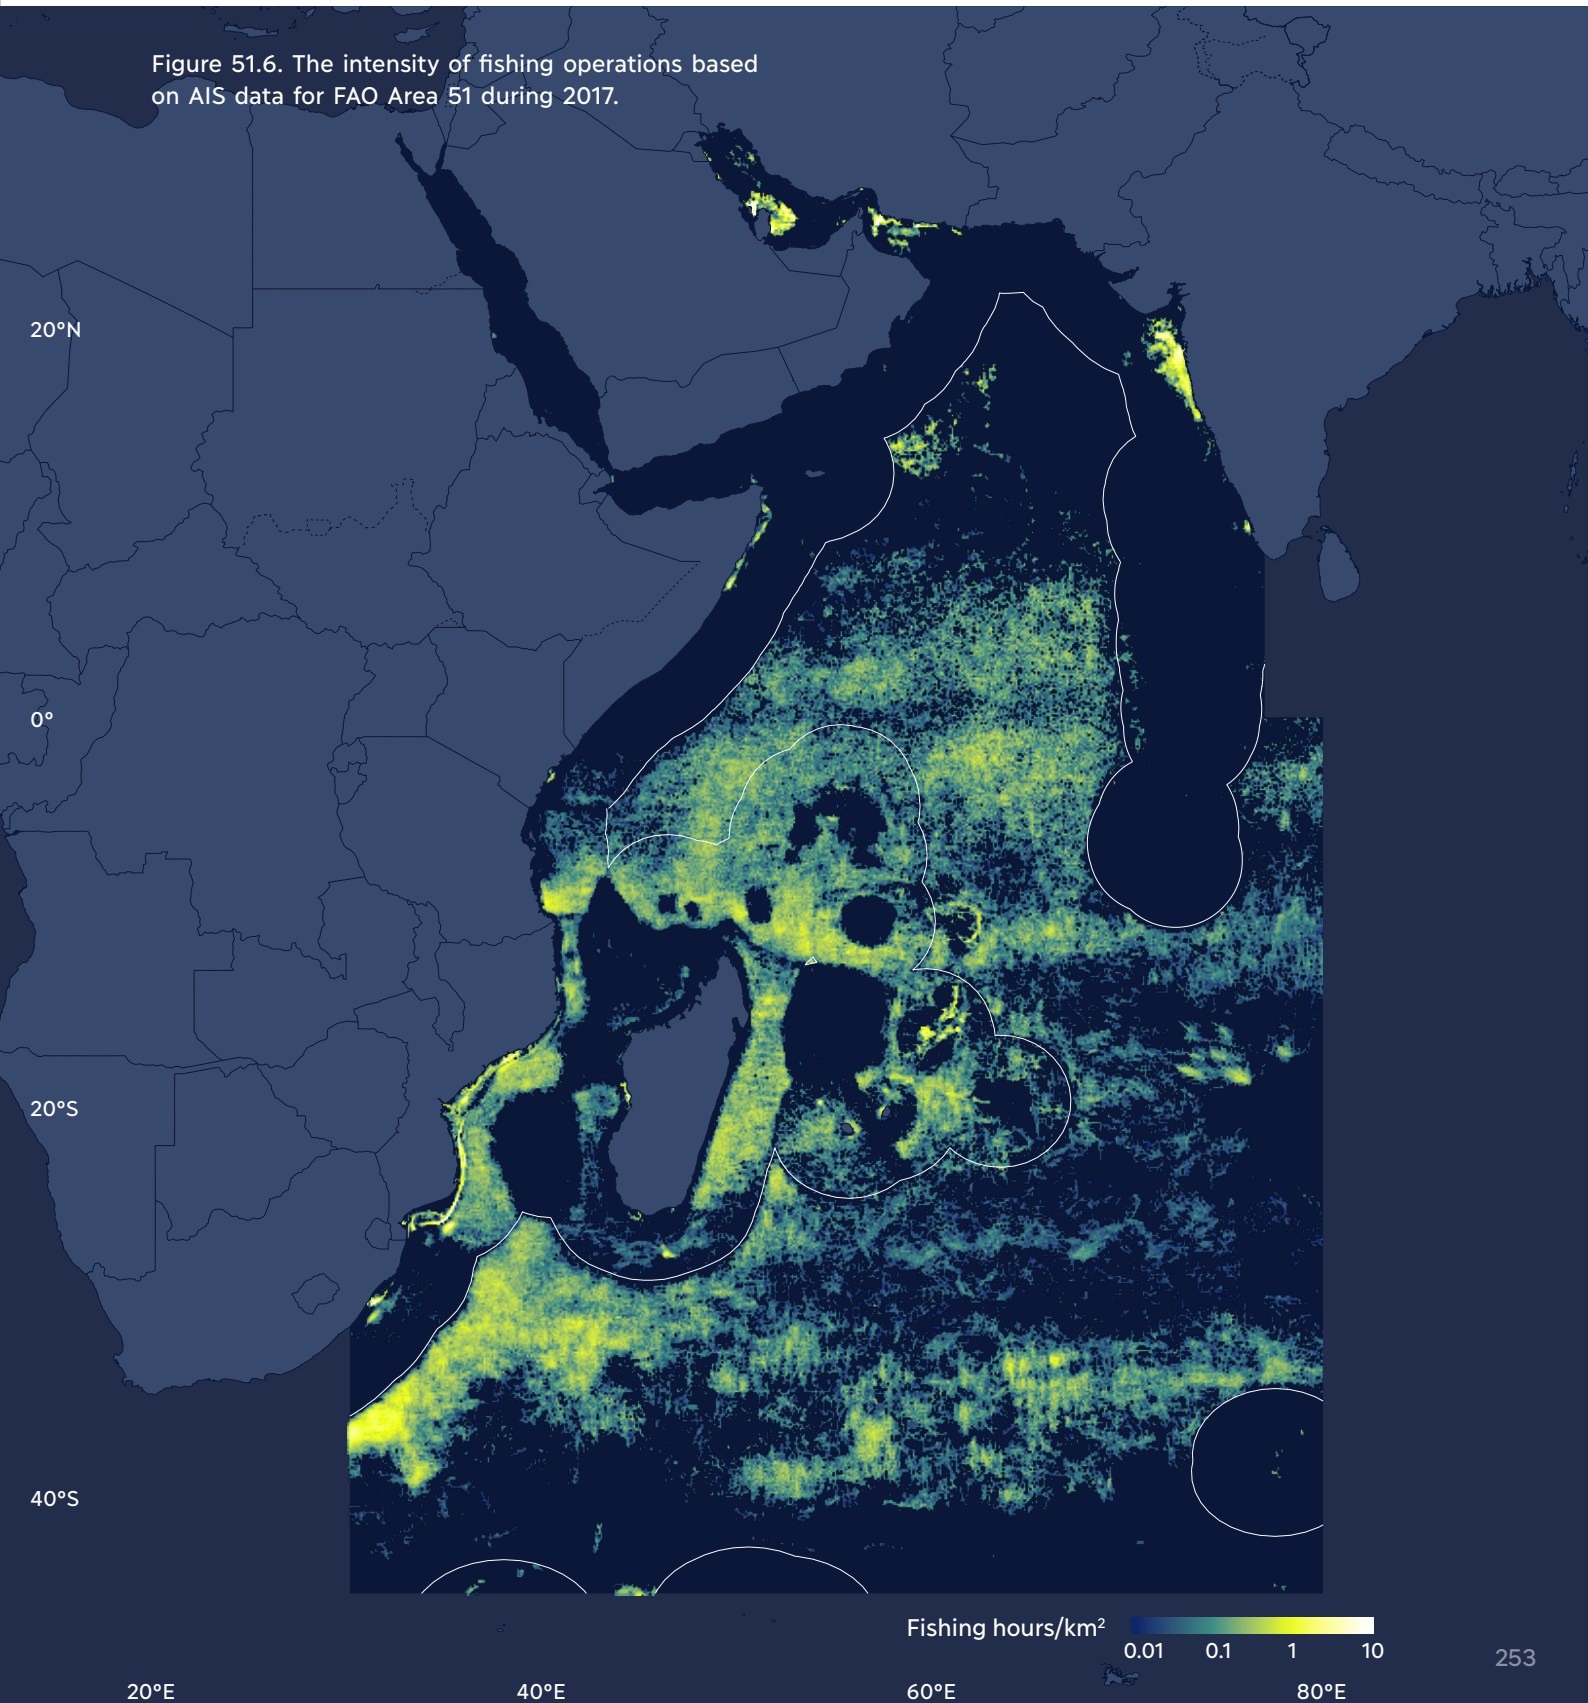 Figure 51.6. The intensity of fishing operations based
on AIS data for FAO Area 51 during 2017.
20°N
0°
20°S
40°S
Fishing hours/km²
0.01 0.1 1 10
253
20°E 40°E 60°E 80°E